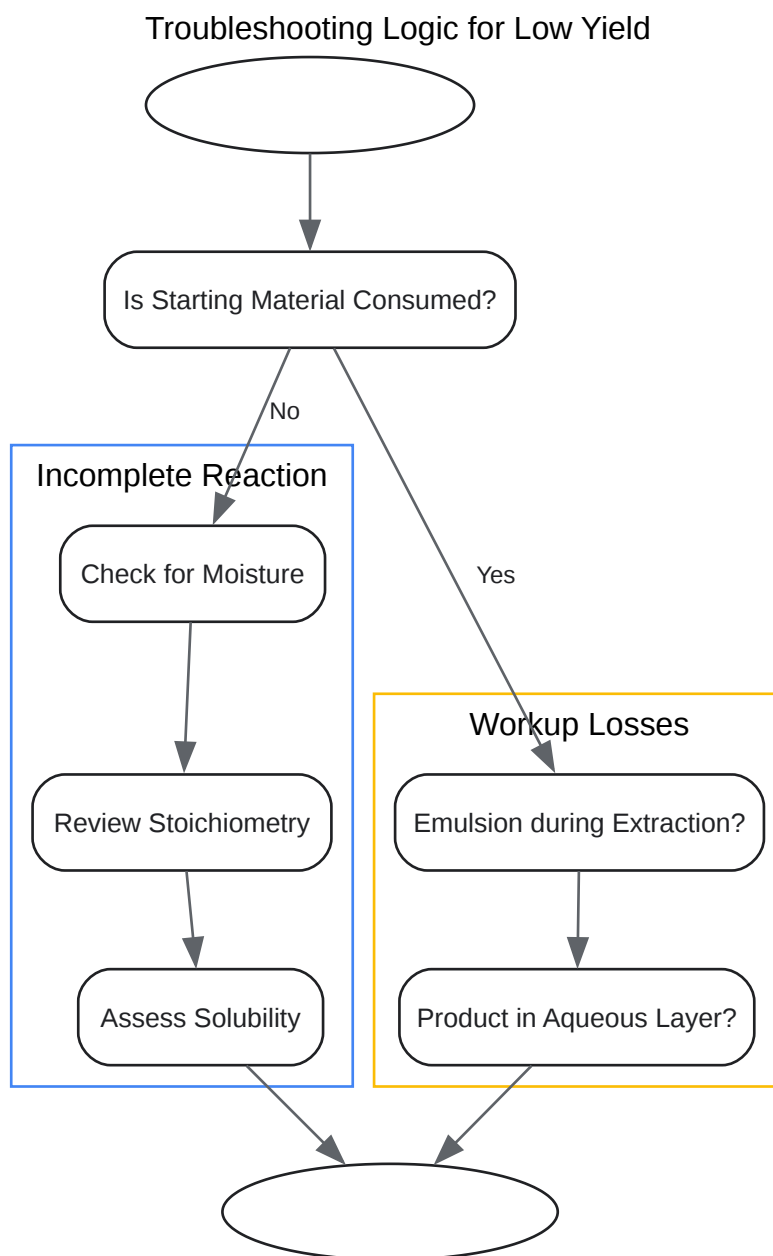 Troubleshooting Logic for Low Yield
Is Starting Material Consumed?
No
Incomplete Reaction
Check for Moisture
Yes
Workup Losses
Review Stoichiometry
Emulsion during Extraction?
Assess Solubility
Product in Aqueous Layer?